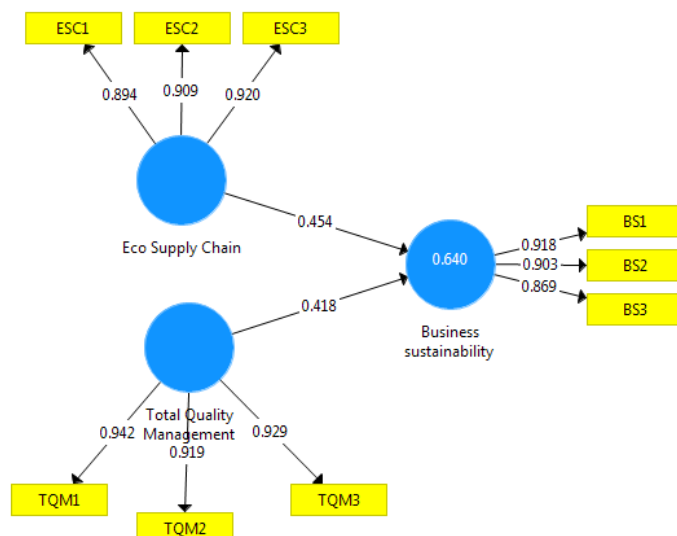 ESC1
ESC2
ESC3
0.894
0.909
0.920
Eco Supply Chain
0.454
0.640
0.918
0.903
0.869
BS1
BS2
BS3
Business
sustainability
0.418
Total Quality
Management
0.942
0.919
0.929
TQM1
TQM2
TQM3